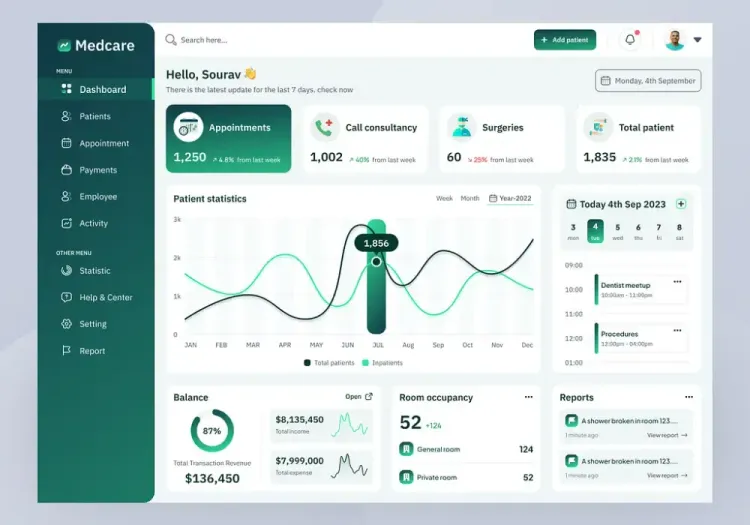 Medcare
Search here...
+ Add patient
MENU
Dashboard
Patients
Appointment
Payments
Employee
Activity
OTHER MENU
Statistic
Help & Center
Setting
Report
Hello, Sourav 👋
There is the latest update for the last 7 days. check now
Monday, 4th September
Appointments
1,250 ↗ 4.8% from last week
Call consultancy
1,002 ↗ 40% from last week
Surgeries
60 ↘ 25% from last week
Total patient
1,835 ↗ 2.1% from last week
Patient statistics
Week Month Year-2022
3k
2k
1k
0
1,856
JAN FEB MAR APR MAY JUN JUL Aug Sep Oct Nov Dec
Total patients Inpatients
Today 4th Sep 2023 +
3 4 5 6 7 8
mon tue wed thu fri sat
09:00
10:00
11:00
12:00
01:00
Dentist meetup
10:00am - 11:00pm
Procedures
12:00pm - 04:00pm
Balance
Open
87%
Total Transaction Revenue
$136,450
$8,135,450
Total income
$7,999,000
Total expense
Room occupancy
52 +124
General room 124
Private room 52
Reports
A shower broken in room 123....
1 minute ago View report →
A shower broken in room 123....
1 minute ago View report →